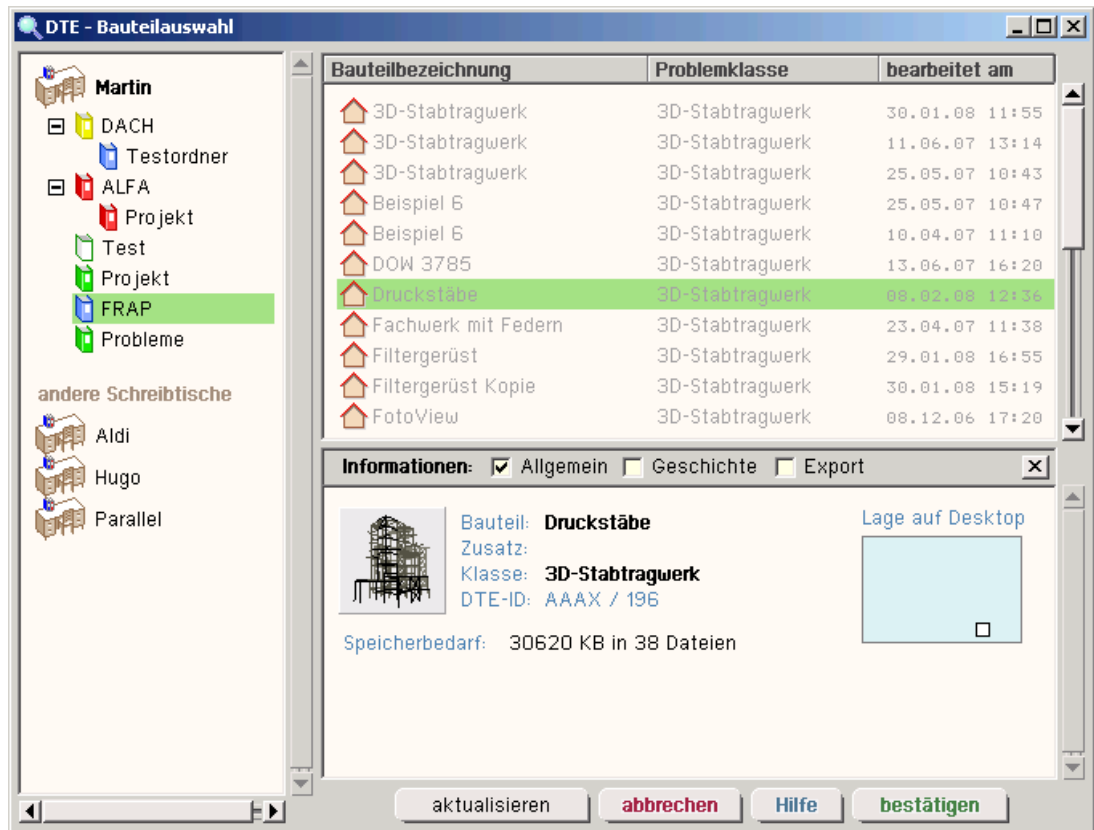 DTE - Bauteilauswahl
Martin
DACH
Testordner
ALFA
Projekt
Test
Projekt
FRAP
Probleme
andere Schreibtische
Aldi
Hugo
Parallel
Bauteilbezeichnung Problemklasse bearbeitet am
3D-Stabtragwerk 3D-Stabtragwerk 30.01.08 11:55
3D-Stabtragwerk 3D-Stabtragwerk 11.06.07 13:14
3D-Stabtragwerk 3D-Stabtragwerk 25.05.07 10:43
Beispiel 6 3D-Stabtragwerk 25.05.07 10:47
Beispiel 6 3D-Stabtragwerk 10.04.07 11:10
DOW 3785 3D-Stabtragwerk 13.06.07 16:20
Druckstäbe 3D-Stabtragwerk 08.02.08 12:36
Fachwerk mit Federn 3D-Stabtragwerk 23.04.07 11:38
Filtergerüst 3D-Stabtragwerk 29.01.08 16:55
Filtergerüst Kopie 3D-Stabtragwerk 30.01.08 15:19
FotoView 3D-Stabtragwerk 08.12.06 17:20
Informationen: Allgemein Geschichte Export
Bauteil: Druckstäbe
Zusatz:
Klasse: 3D-Stabtragwerk
DTE-ID: AAAX / 196
Lage auf Desktop
Speicherbedarf: 30620 KB in 38 Dateien
aktualisieren abbrechen Hilfe bestätigen